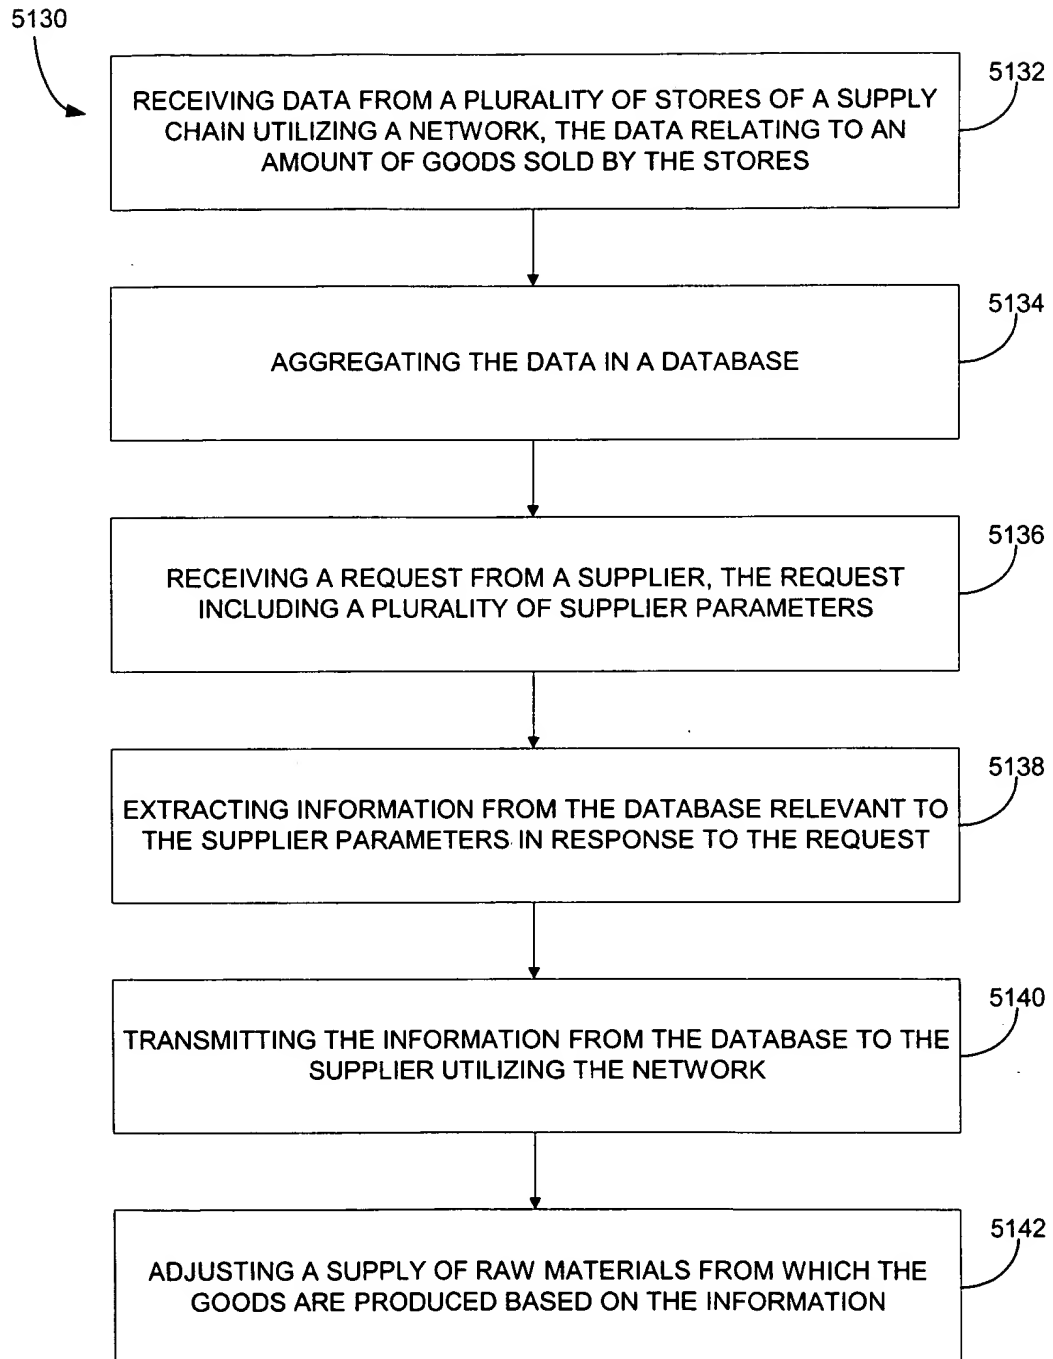 5130
5132
RECEIVING DATA FROM A PLURALITY OF STORES OF A SUPPLY
CHAIN UTILIZING A NETWORK, THE DATA RELATING TO AN
AMOUNT OF GOODS SOLD BY THE STORES
5134
AGGREGATING THE DATA IN A DATABASE
5136
RECEIVING A REQUEST FROM A SUPPLIER, THE REQUEST
INCLUDING A PLURALITY OF SUPPLIER PARAMETERS
5138
EXTRACTING INFORMATION FROM THE DATABASE RELEVANT TO
THE SUPPLIER PARAMETERS IN RESPONSE TO THE REQUEST
5140
TRANSMITTING THE INFORMATION FROM THE DATABASE TO THE
SUPPLIER UTILIZING THE NETWORK
5142
ADJUSTING A SUPPLY OF RAW MATERIALS FROM WHICH THE
GOODS ARE PRODUCED BASED ON THE INFORMATION